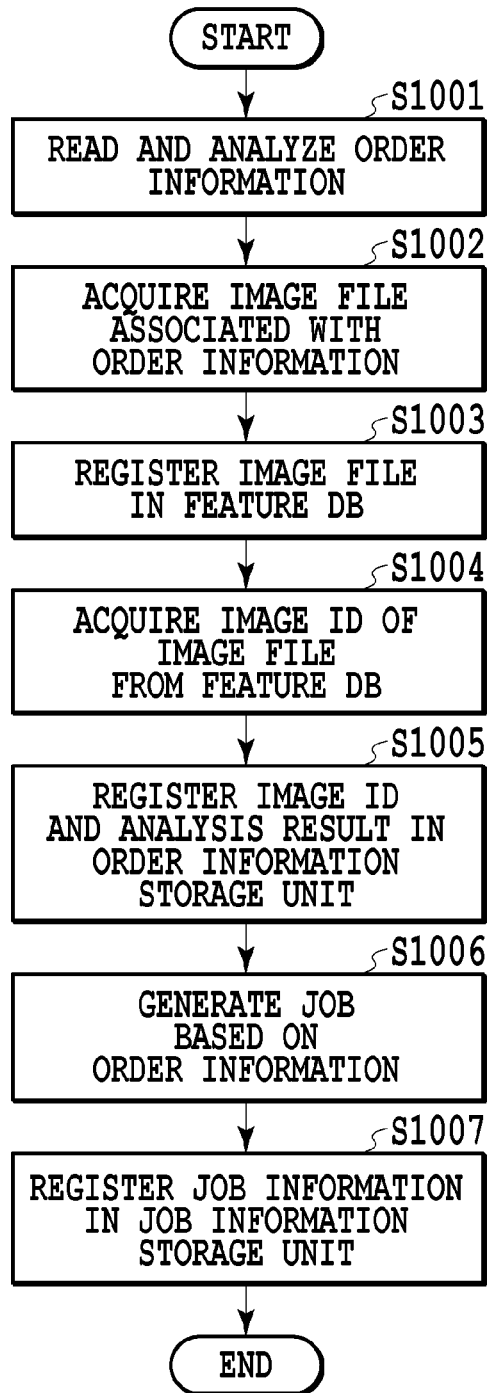 START
S1001
READ AND ANALYZE ORDER
INFORMATION
S1002
ACQUIRE IMAGE FILE
ASSOCIATED WITH
ORDER INFORMATION
S1003
REGISTER IMAGE FILE
IN FEATURE DB
S1004
ACQUIRE IMAGE ID OF
IMAGE FILE
FROM FEATURE DB
S1005
REGISTER IMAGE ID
AND ANALYSIS RESULT IN
ORDER INFORMATION
STORAGE UNIT
S1006
GENERATE JOB
BASED ON
ORDER INFORMATION
S1007
REGISTER JOB INFORMATION
IN JOB INFORMATION
STORAGE UNIT
END